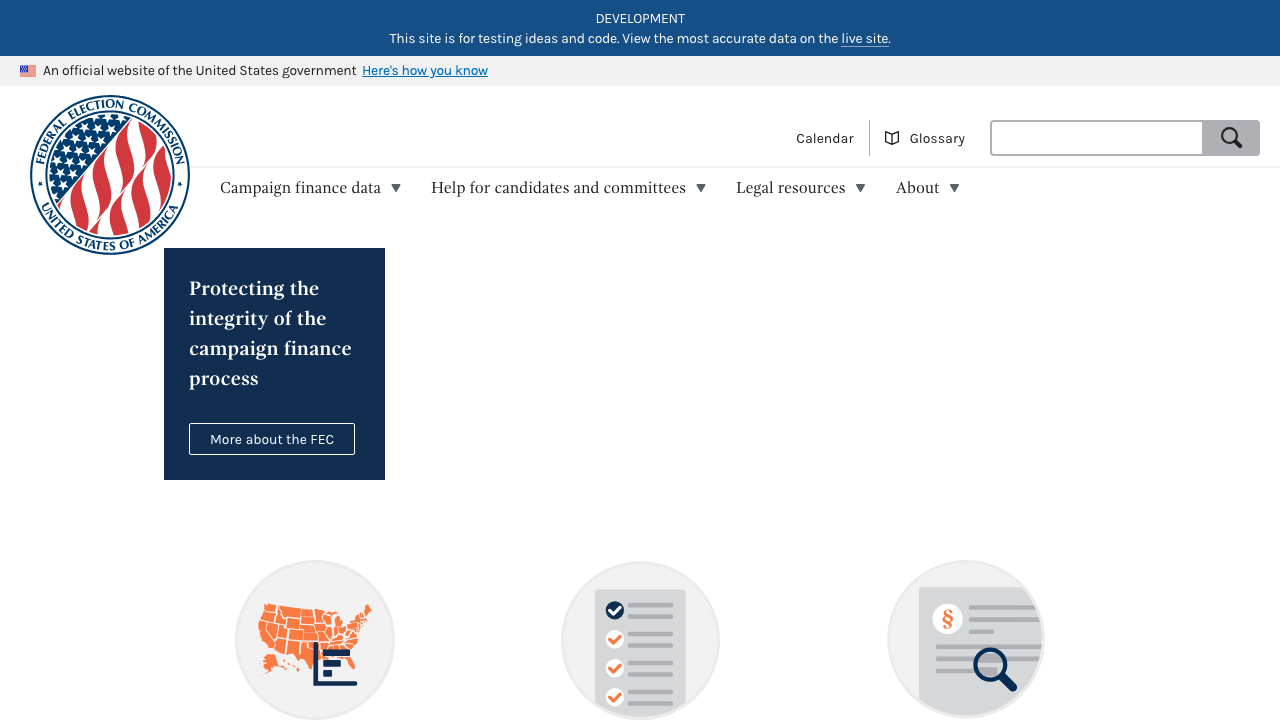 DEVELOPMENT
This site is for testing ideas and code. View the most accurate data on the live site.
An official website of the United States government Here's how you know
FEDERAL ELECTION COMMISSION
UNITED STATES OF AMERICA
Calendar
Glossary
Campaign finance data
Help for candidates and committees
Legal resources
About
Protecting the
integrity of the
campaign finance
process
More about the FEC
§